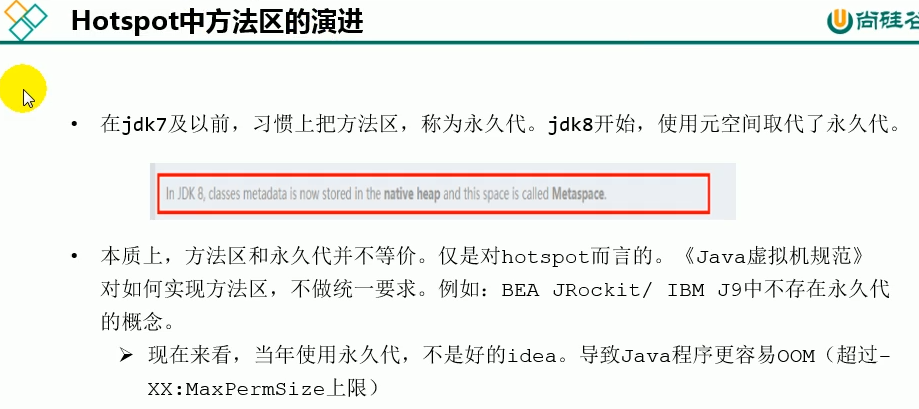 Hotspot中方法区的演进
尚硅谷
• 在jdk7及以前，习惯上把方法区，称为永久代。jdk8开始，使用元空间取代了永久代。
In JDK 8, classes metadata is now stored in the native heap and this space is called Metaspace.
• 本质上，方法区和永久代并不等价。仅是对hotspot而言的。《Java虚拟机规范》
对如何实现方法区，不做统一要求。例如：BEA JRockit/ IBM J9中不存在永久代
的概念。
➢ 现在来看，当年使用永久代，不是好的idea。导致Java程序更容易OOM（超过-
XX:MaxPermSize上限）